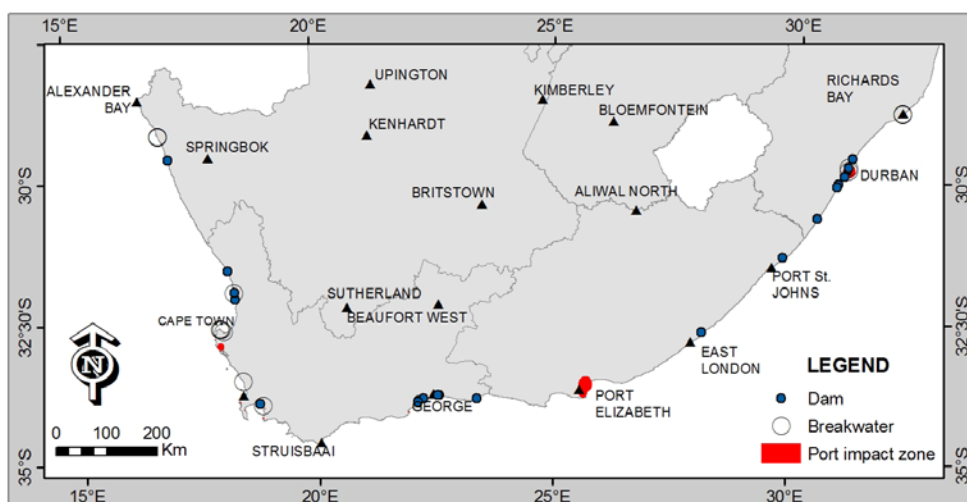 15°E 20°E 25°E 30°E
ALEXANDER
BAY
UPINGTON
KIMBERLEY
RICHARDS
BAY
BLOEMFONTEIN
KENHARDT
SPRINGBOK
DURBAN
30°S
30°S
BRITSTOWN
ALIWAL NORTH
PORT St.
JOHNS
SUTHERLAND
BEAUFORT WEST
CAPE TOWN
32°30'S
32°30'S
EAST
LONDON
N
GEORGE
PORT
ELIZABETH
STRUISBAAI
LEGEND
Dam
Breakwater
Port impact zone
0 50 100 200
Km
35°S
35°S
15°E 20°E 25°E 30°E